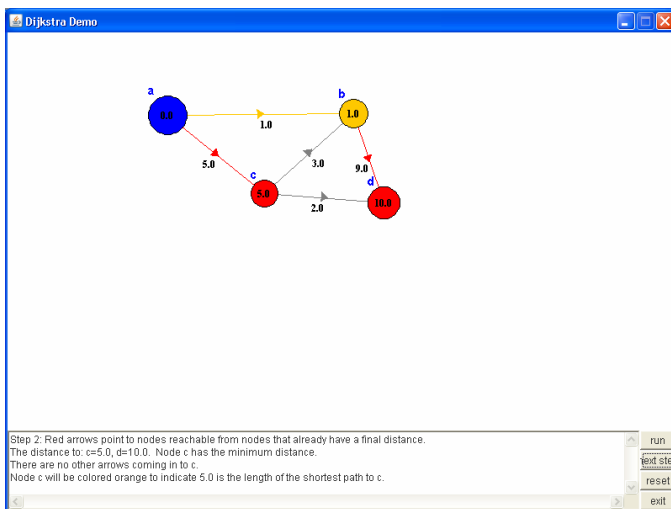 Dijkstra Demo
a
b
0.0
1.0
1.0
5.0
3.0
9.0
c
d
5.0
10.0
2.0
Step 2: Red arrows point to nodes reachable from nodes that already have a final distance.
The distance to: c=5.0, d=10.0. Node c has the minimum distance.
There are no other arrows coming in to c.
Node c will be colored orange to indicate 5.0 is the length of the shortest path to c.
run
ext ste
reset
exit